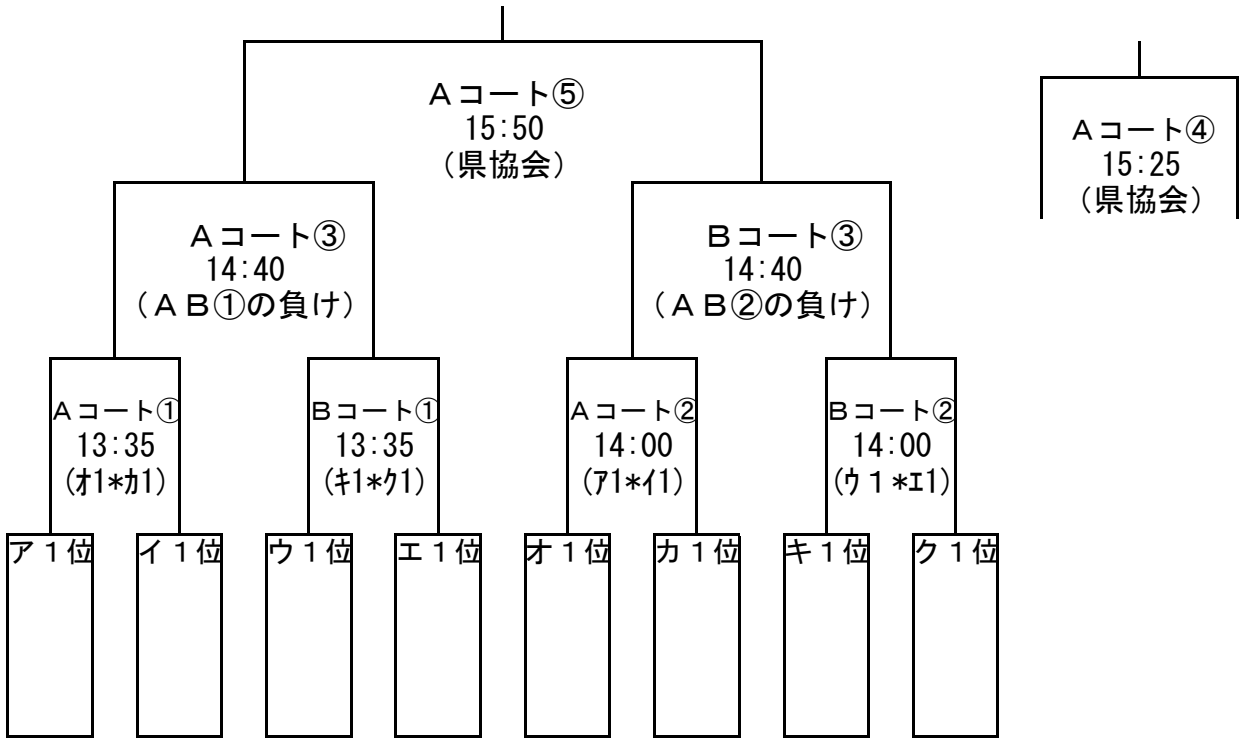 Ａコート⑤
15:50
（県協会）
Ａコート④
15:25
（県協会）
Ａコート③
14:40
（ＡＢ①の負け）
Ｂコート③
14:40
（ＡＢ②の負け）
Ａコート①
13:35
(ｵ1*ｶ1)
Ｂコート①
13:35
(ｷ1*ｸ1)
Ａコート②
14:00
(ｱ1*ｲ1)
Ｂコート②
14:00
(ｳ１*ｴ1)
ア１位
イ１位
ウ１位
エ１位
オ１位
カ１位
キ１位
ク１位